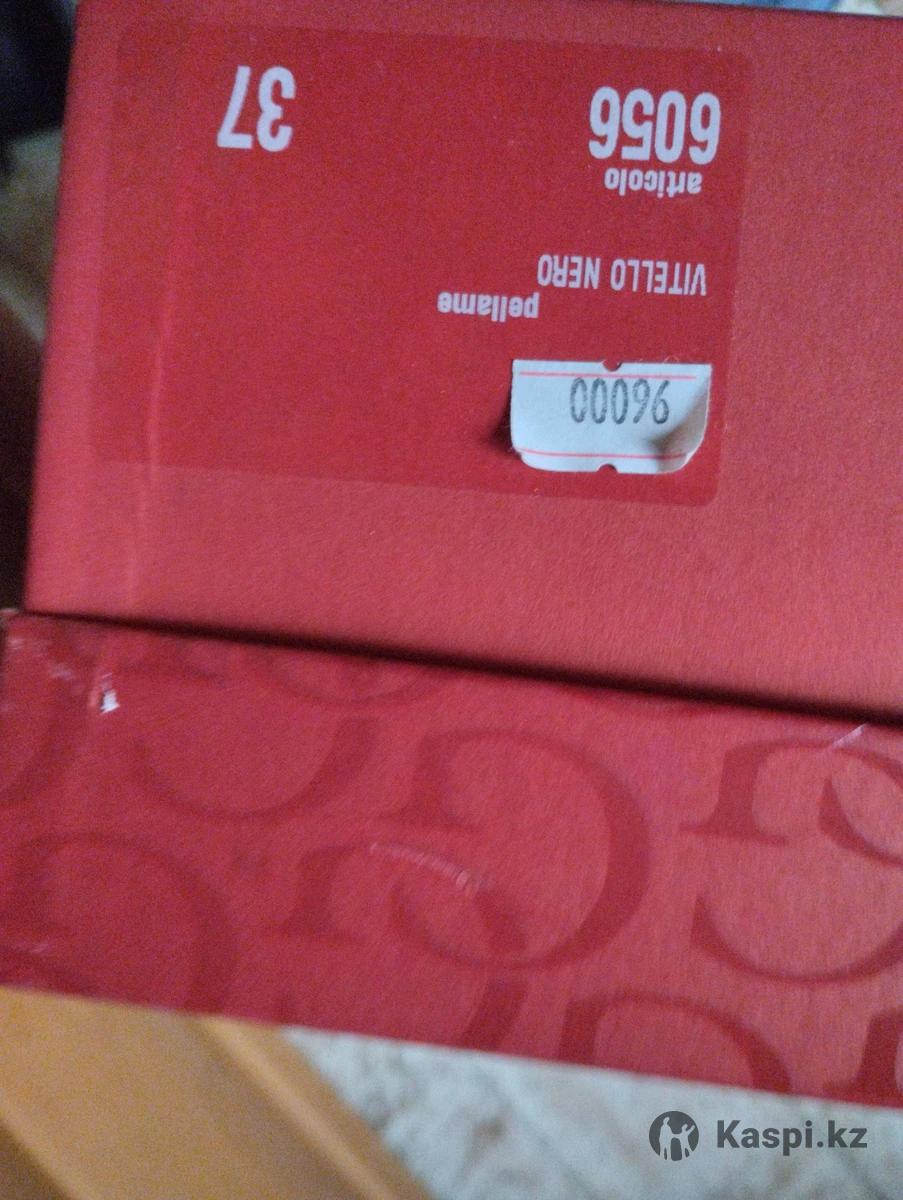 96000
pellame
VITELLO NERO
articolo
6056 37
Kaspi.kz